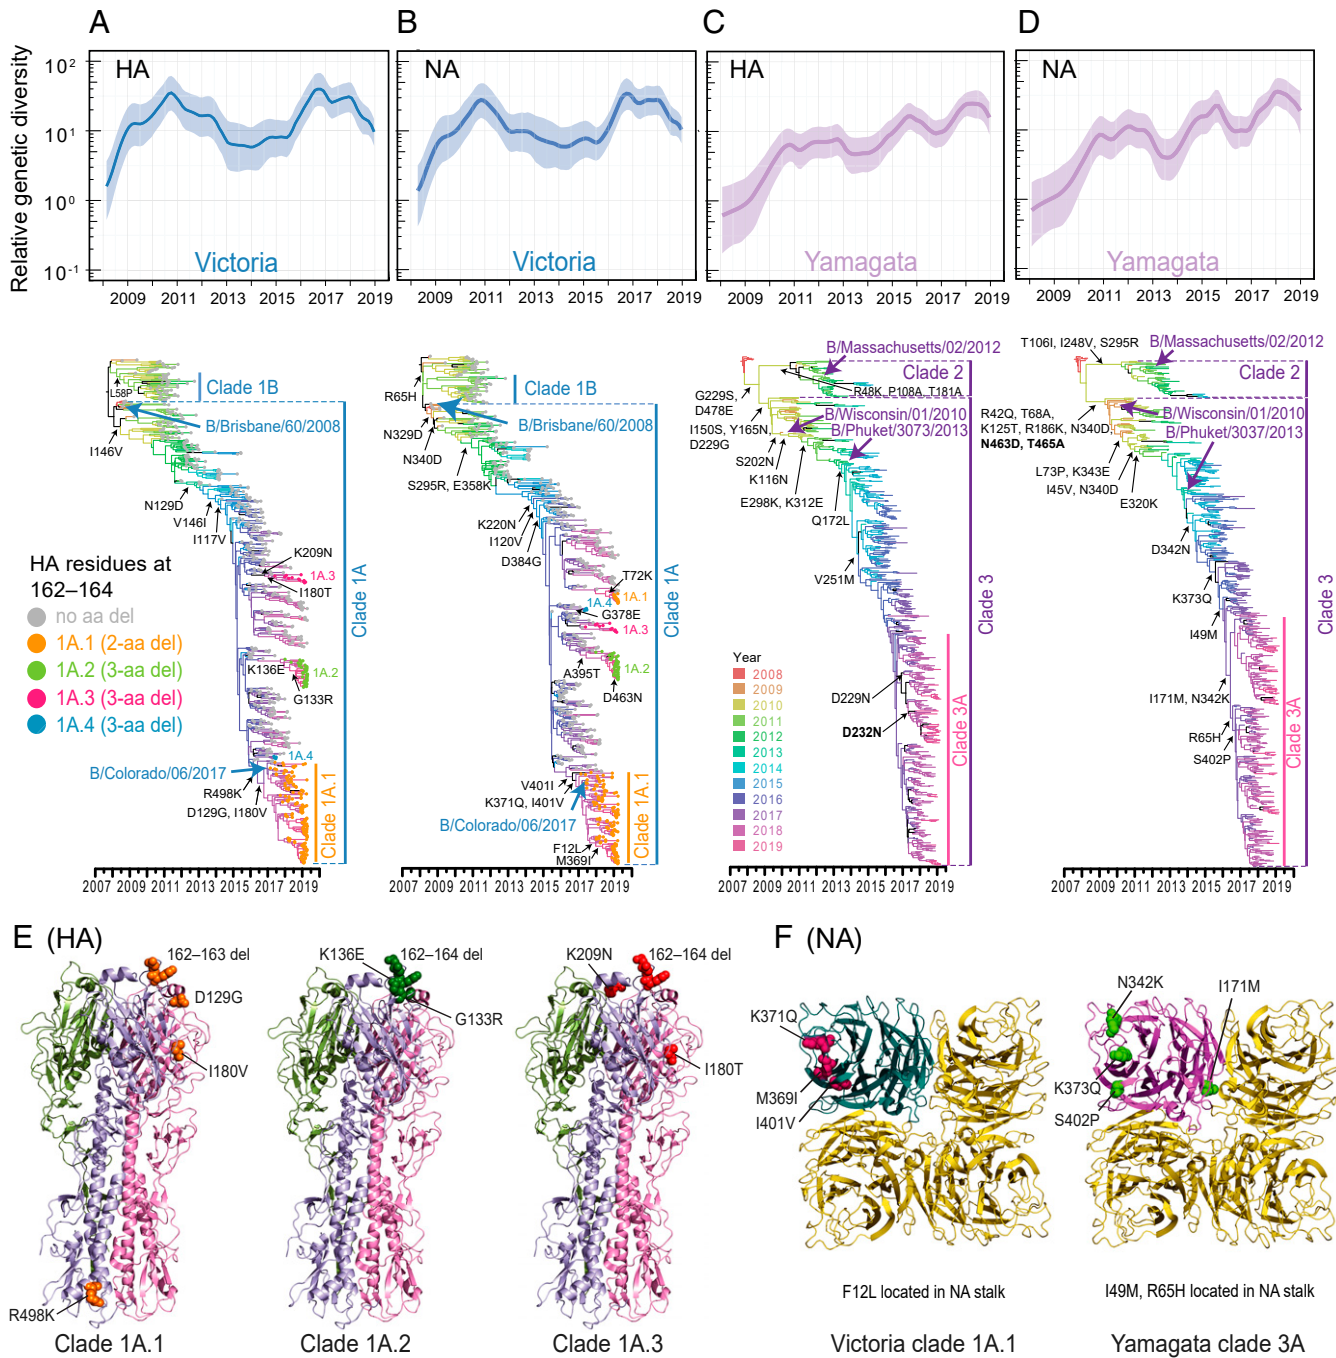 A
B
C
D
Relative genetic diversity
10²
10¹
10⁰
10⁻¹
HA
Victoria
2009 2011 2013 2015 2017 2019
NA
Victoria
2009 2011 2013 2015 2017 2019
HA
Yamagata
2009 2011 2013 2015 2017 2019
NA
Yamagata
2009 2011 2013 2015 2017 2019
L58P
Clade 1B
B/Brisbane/60/2008
I146V
N129D
V146I
I117V
K209N
1A.3
I180T
Clade 1A
HA residues at
162–164
no aa del
1A.1 (2-aa del)
1A.2 (3-aa del)
1A.3 (3-aa del)
1A.4 (3-aa del)
K136E
1A.2
G133R
1A.4
B/Colorado/06/2017
R498K
D129G, I180V
Clade 1A.1
2007 2009 2011 2013 2015 2017 2019
R65H
Clade 1B
B/Brisbane/60/2008
N329D
N340D
S295R, E358K
K220N
I120V
D384G
T72K
1A.1
1A.4
G378E
1A.3
Clade 1A
A395T
1A.2
D463N
V401I
K371Q, I401V
B/Colorado/06/2017
F12L
M369I
Clade 1A.1
2007 2009 2011 2013 2015 2017 2019
B/Massachusetts/02/2012
Clade 2
R48K, P108A, T181A
G229S,
D478E
B/Wisconsin/01/2010
I150S, Y165N,
D229G
B/Phuket/3073/2013
S202N
K116N
E298K, K312E
Q172L
V251M
Clade 3
Year
2008
2009
2010
2011
2012
2013
2014
2015
2016
2017
2018
2019
D229N
D232N
Clade 3A
2007 2009 2011 2013 2015 2017 2019
T106I, I248V, S295R
B/Massachusetts/02/2012
Clade 2
R42Q, T68A,
K125T, R186K, N340D
N463D, T465A
B/Wisconsin/01/2010
B/Phuket/3037/2013
L73P, K343E
I45V, N340D
E320K
D342N
K373Q
I49M
Clade 3
I171M, N342K
R65H
S402P
Clade 3A
2007 2009 2011 2013 2015 2017 2019
E (HA)
162–163 del
D129G
I180V
R498K
Clade 1A.1
K136E
162–164 del
G133R
Clade 1A.2
K209N
162–164 del
I180T
Clade 1A.3
F (NA)
K371Q
M369I
I401V
F12L located in NA stalk
Victoria clade 1A.1
N342K
I171M
K373Q
S402P
I49M, R65H located in NA stalk
Yamagata clade 3A